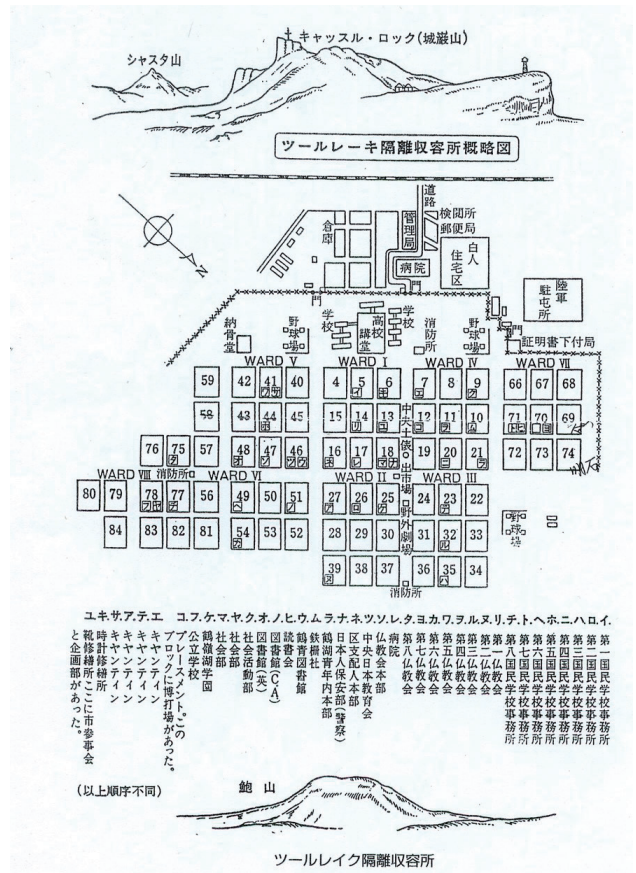 シャスタ山
キャッスル・ロック(城巌山)
ツールレーキ隔離収容所概略図
道路
検閲所
郵便局
管理局
倉庫
病院
白人住宅区
陸軍駐屯所
門
門
門
証明書下付局
納骨堂
野球場
学校
高校
講堂
学校
消防所
野球場
WARD V
WARD I
WARD IV
WARD VII
59 42 41 40 4 5 6 7 8 9 66 67 68
58 43 44 45 15 14 13 12 11 10 71 70 69
76 75 57 48 47 46 16 17 18 19 20 21 72 73 74
中央土俵
出市場
野外劇場
WARD VIII
消防所
WARD VI
WARD II
WARD III
80 79 78 77 56 49 50 51 27 26 25 24 23 22
84 83 82 81 54 53 52 28 29 30 31 32 33
39 38 37 36 35 34
野球場
消防所
イ.第一国民学校事務所
ロ.第二国民学校事務所
ハ.第三国民学校事務所
ニ.第四国民学校事務所
ホ.第五国民学校事務所
ヘ.第六国民学校事務所
ト.第七国民学校事務所
チ.第八国民学校事務所
リ.第一仏教会
ヌ.第二仏教会
ル.第三仏教会
ヲ.第四仏教会
ワ.第五仏教会
カ.第六仏教会
ヨ.第七仏教会
タ.第八仏教会
レ.病院
ソ.仏教会本部
ツ.中央日本教育会
ネ.区支配人本部
ナ.日本人保安部(警察)
ラ.鶴湖青年内本部
ム.鉄柵社
ウ.鶴青図書館
ヒ.読書会
ノ.図書館(C,A)
オ.図書館(英)
ク.社会活動部
ヤ.社会部
マ.社会部
ケ.鶴嶺湖学園
フ.公立学校
コ.プレースメント。このブロックに博打場があった。
エ.キャンティン
テ.キャンティン
ア.キャンティン
サ.キャンティン
キ.時計修繕所
ユ.靴修繕所ここに市参事会と企画部があった。
(以上順序不同)
鮑山
ツールレイク隔離収容所